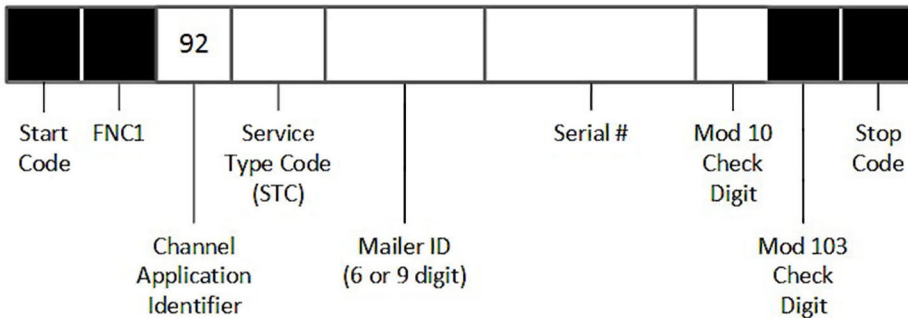 92
Start
Code
FNC1
Channel
Application
Identifier
Service
Type Code
(STC)
Mailer ID
(6 or 9 digit)
Serial #
Mod 10
Check
Digit
Mod 103
Check
Digit
Stop
Code